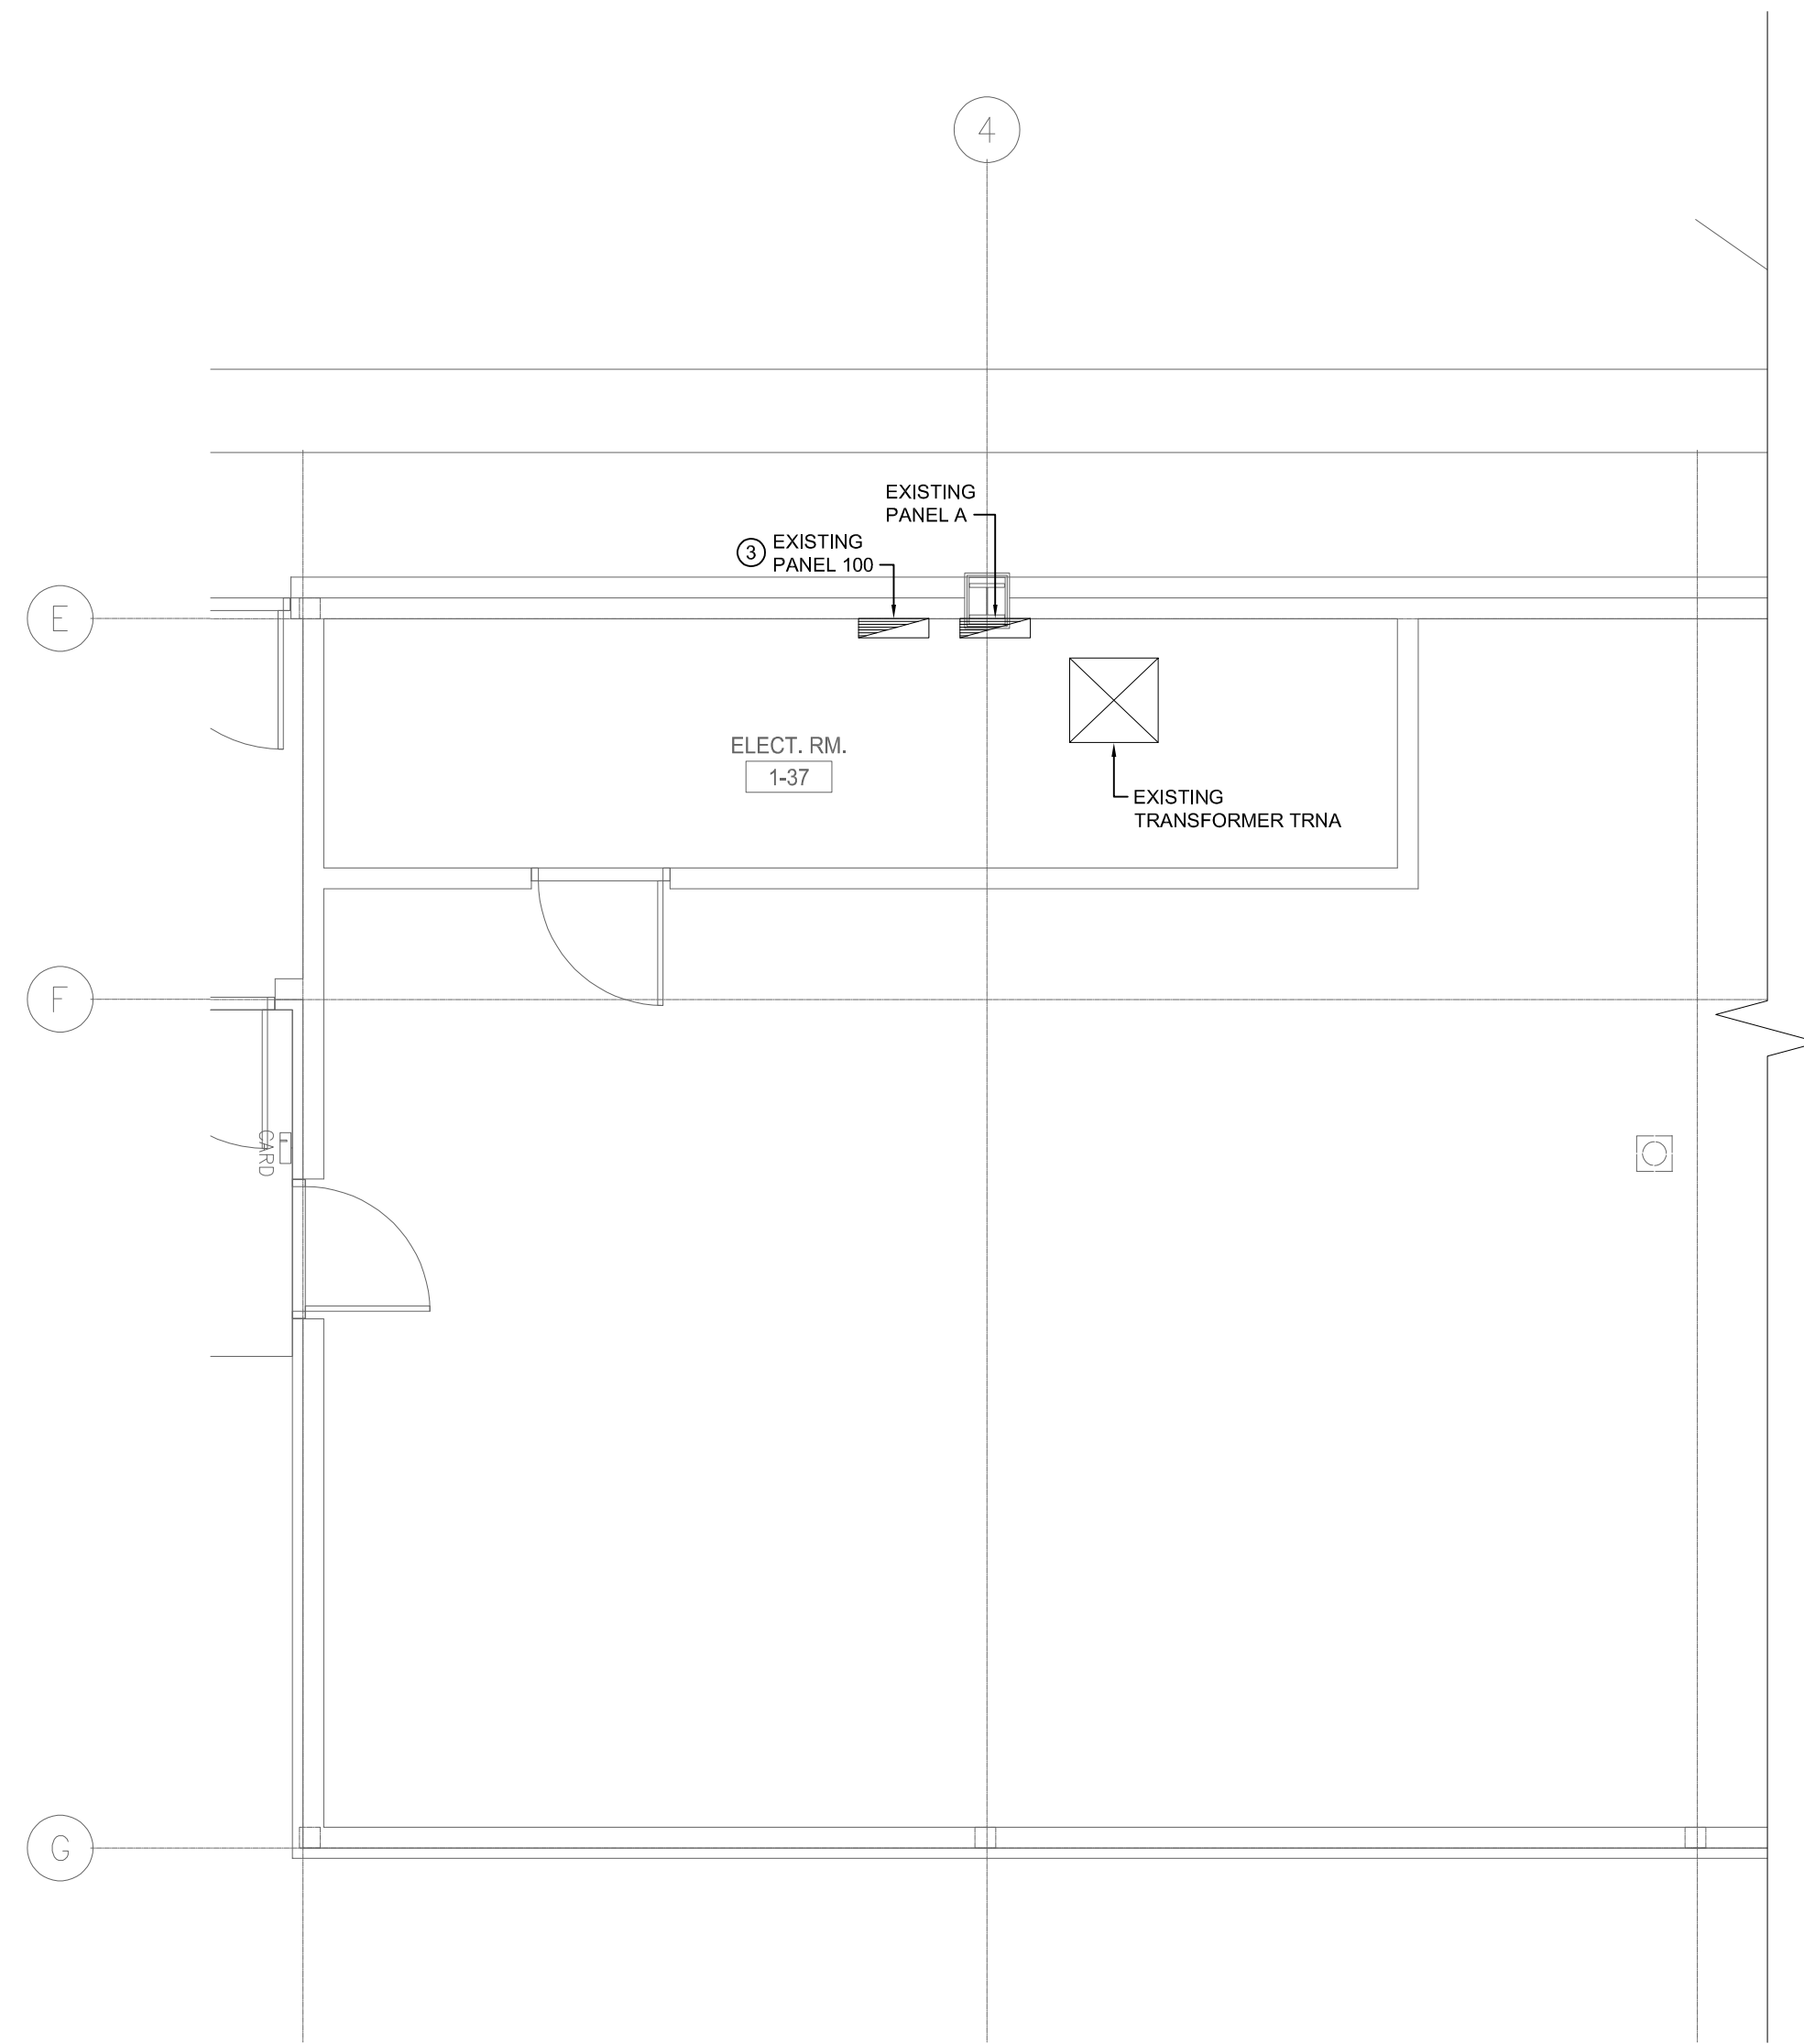 4
EXISTING
PANEL A
3
EXISTING
PANEL 100
E
ELECT. RM.
1-37
EXISTING
TRANSFORMER TRNA
F
CARD
G